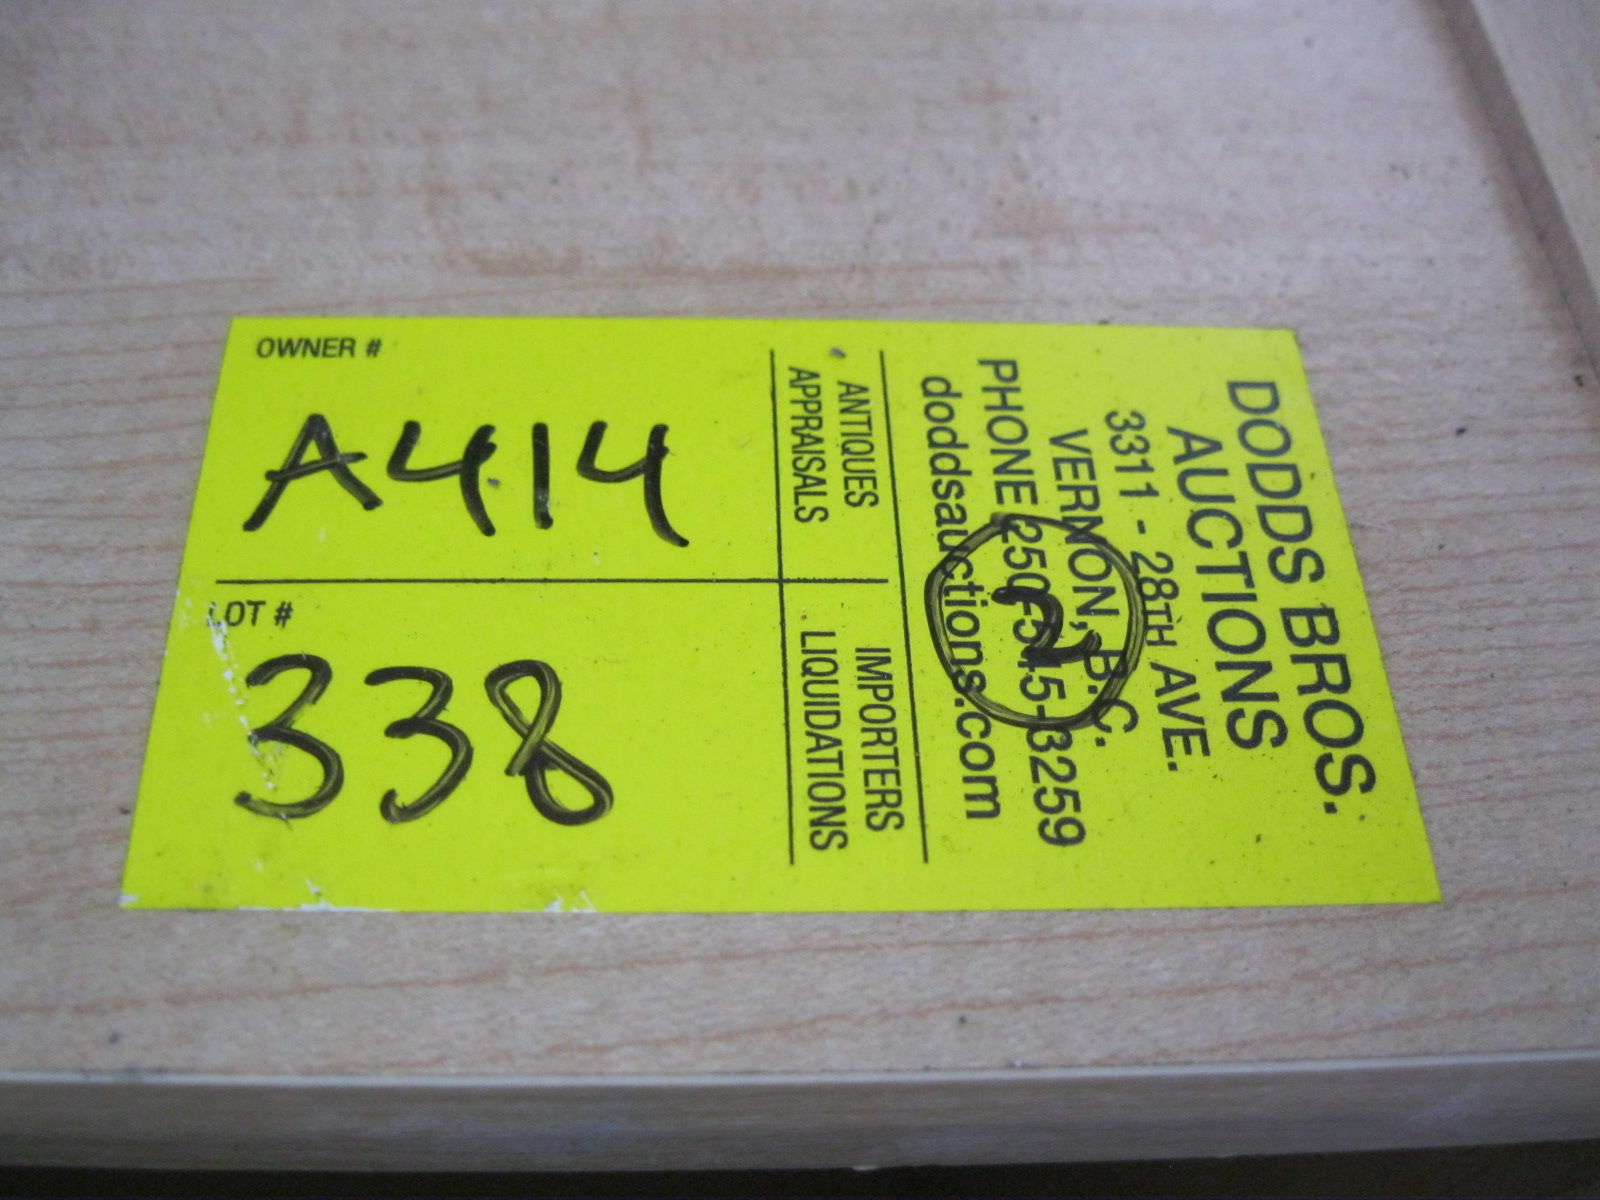 OWNER #
A414
LOT #
338
ANTIQUES
APPRAISALS
IMPORTERS
LIQUIDATIONS
DODDS BROS.
AUCTIONS
3311 - 28TH AVE.
VERNON, B.C.
PHONE 250-545-3259
doddsauctions.com
2